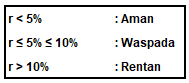 r < 5% : Aman
r ≤ 5% ≤ 10% : Waspada
r > 10% : Rentan